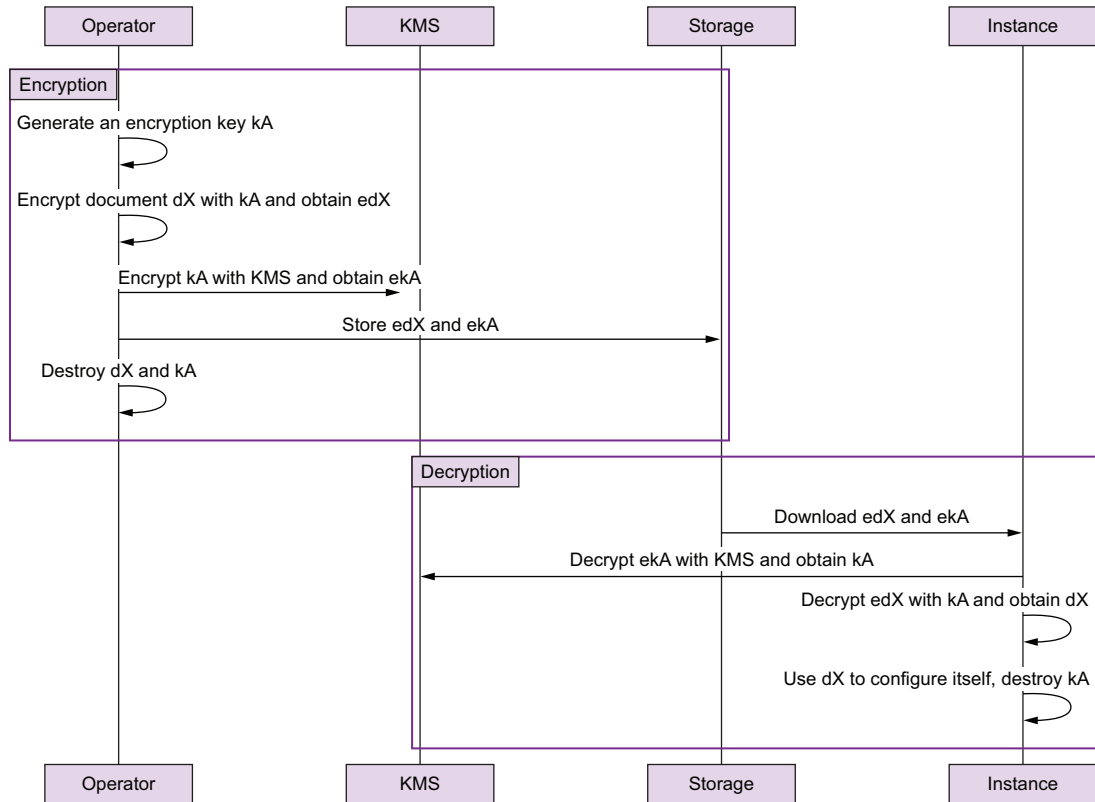 Operator
KMS
Storage
Instance
Encryption
Generate an encryption key kA
Encrypt document dX with kA and obtain edX
Encrypt kA with KMS and obtain ekA
Store edX and ekA
Destroy dX and kA
Decryption
Download edX and ekA
Decrypt ekA with KMS and obtain kA
Decrypt edX with kA and obtain dX
Use dX to configure itself, destroy kA
Operator
KMS
Storage
Instance